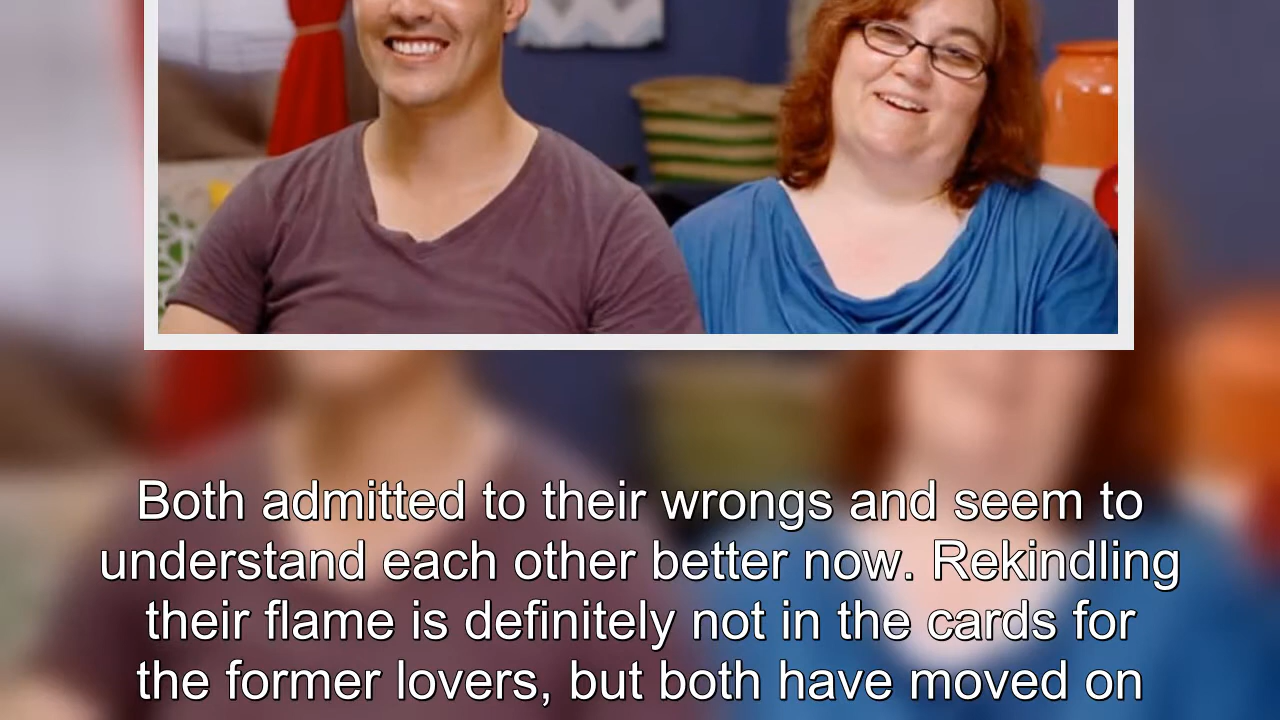 Both admitted to their wrongs and seem to
understand each other better now. Rekindling
their flame is definitely not in the cards for
the former lovers, but both have moved on